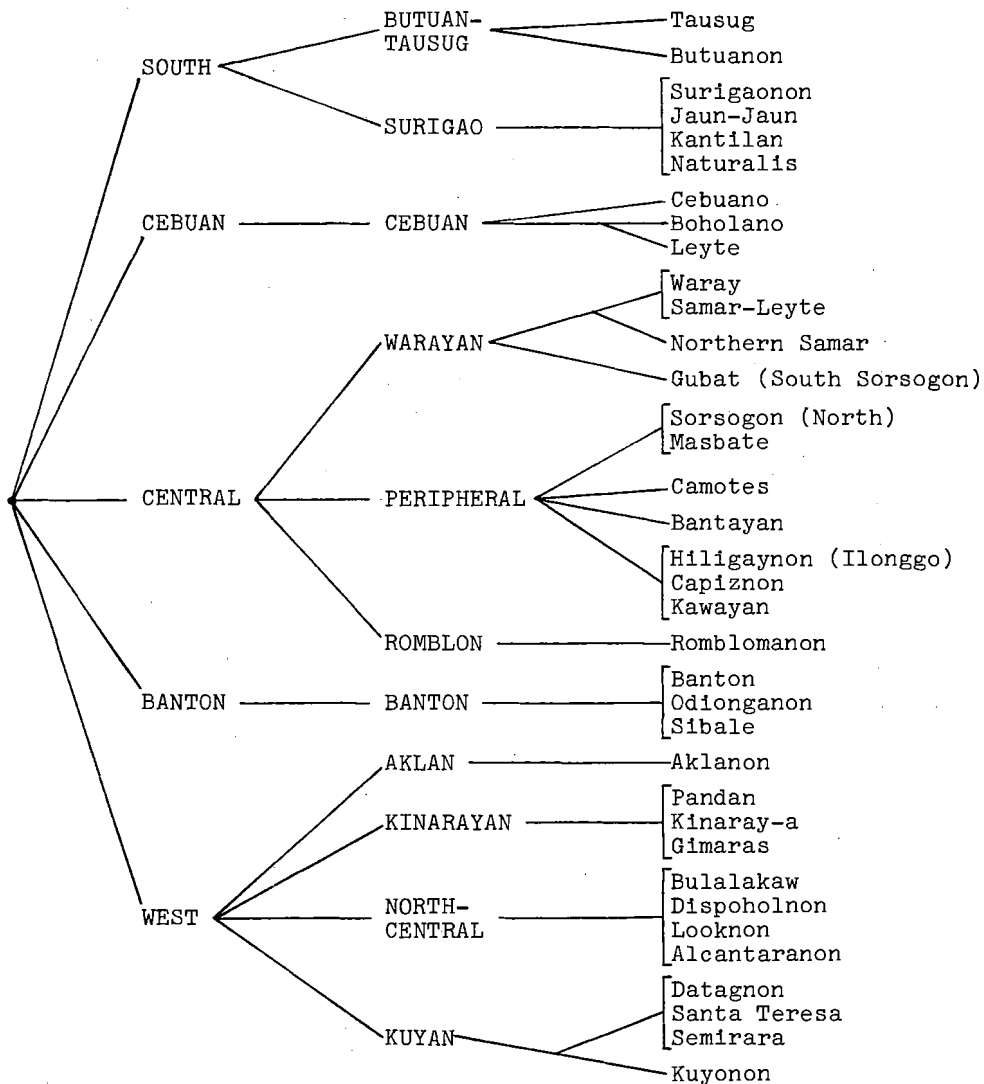 BUTUAN-
TAUSUG
Tausug
Butuanon
SOUTH
SURIGAO
Surigaonon
Jaun-Jaun
Kantilan
Naturalis
CEBUAN
CEBUAN
Cebuano
Boholano
Leyte
WARAYAN
Waray
Samar-Leyte
Northern Samar
Gubat (South Sorsogon)
CENTRAL
PERIPHERAL
Sorsogon (North)
Masbate
Camotes
Bantayan
Hiligaynon (Ilonggo)
Capiznon
Kawayan
ROMBLON
Romblomanon
BANTON
BANTON
Banton
Odionganon
Sibale
AKLAN
Aklanon
KINARAYAN
Pandan
Kinaray-a
Gimaras
WEST
NORTH-
CENTRAL
Bulalakaw
Dispoholnon
Looknon
Alcantaranon
KUYAN
Datagnon
Santa Teresa
Semirara
Kuyonon